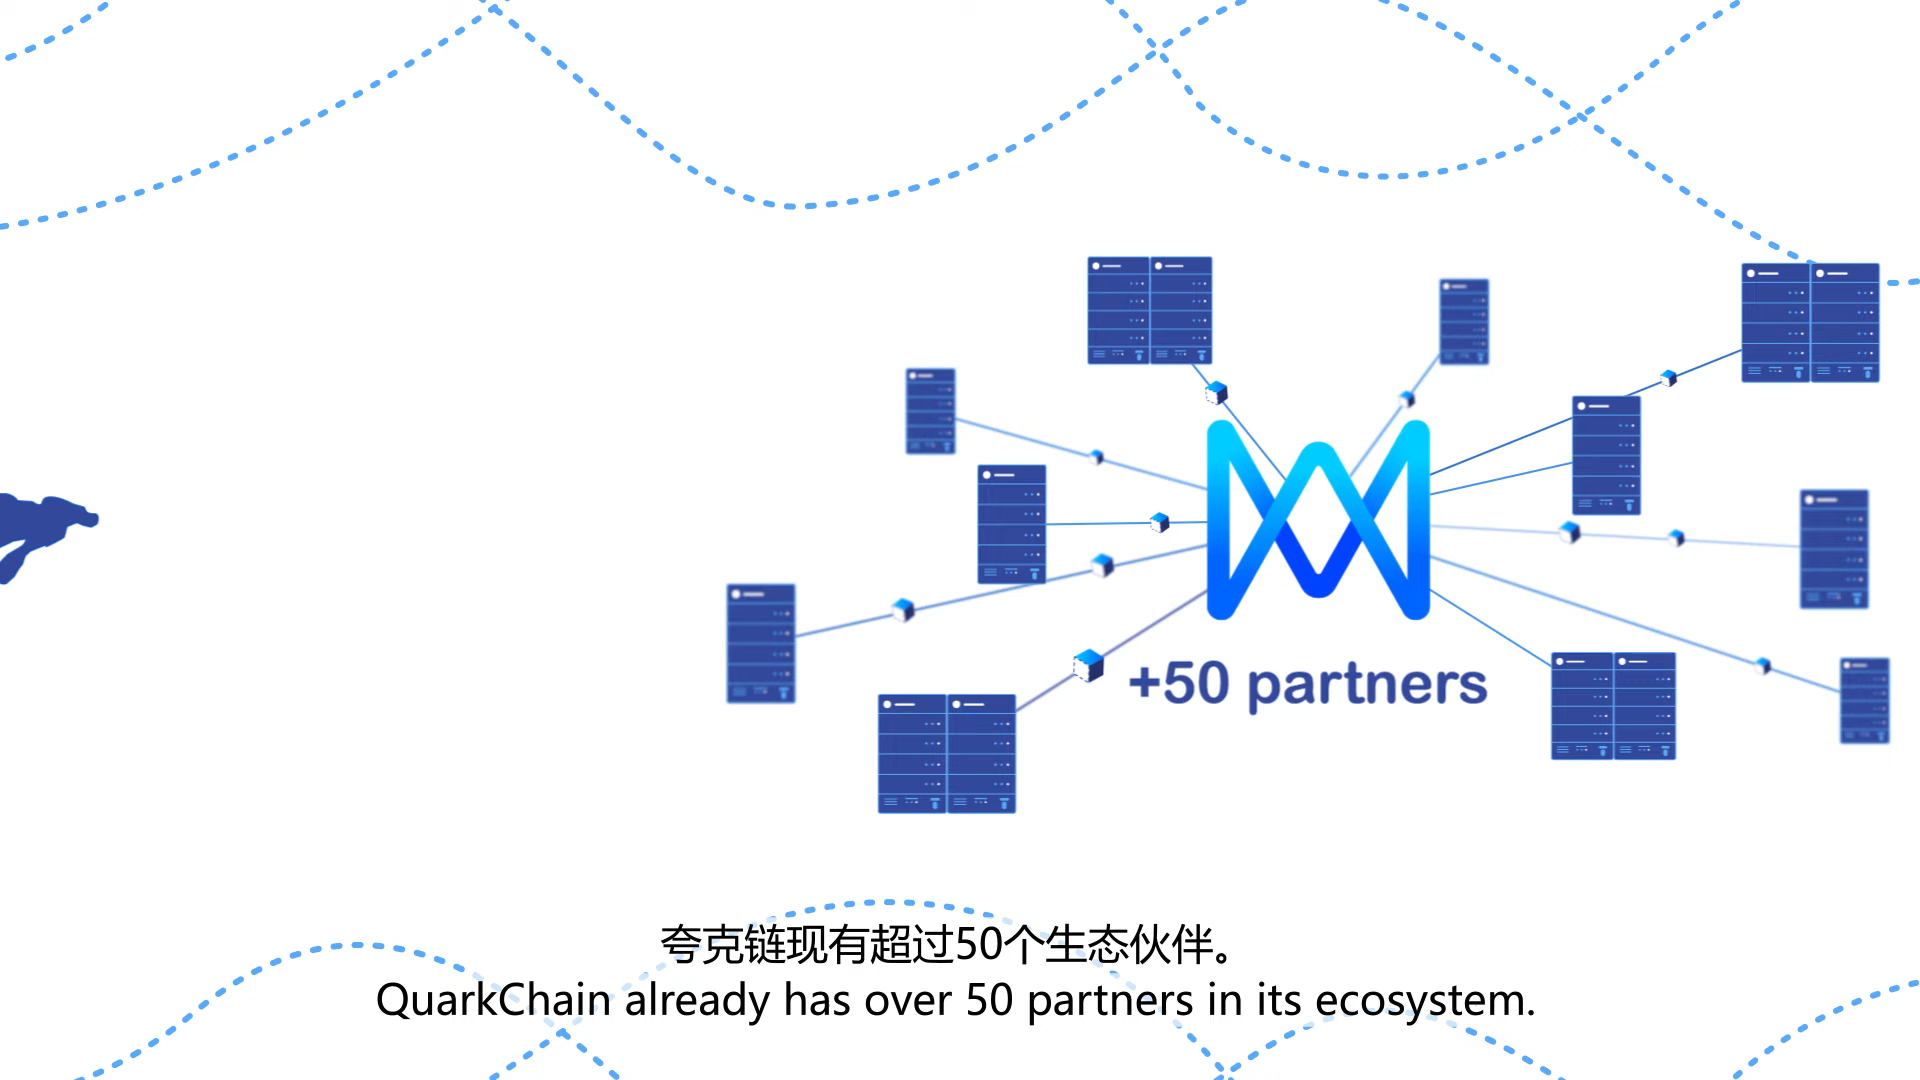 +50 partners
夸克链现有超过50个生态伙伴。
QuarkChain already has over 50 partners in its ecosystem.